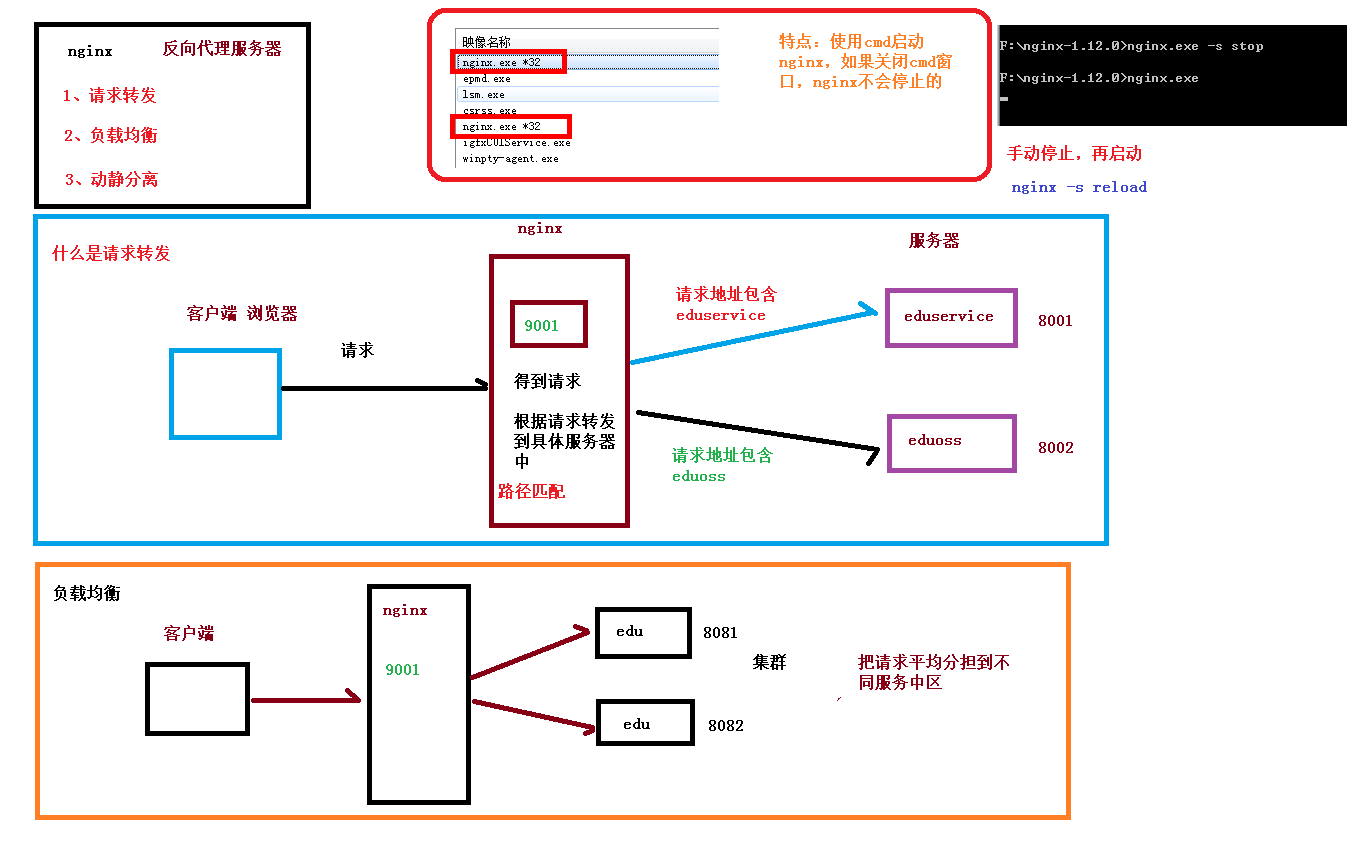 nginx 反向代理服务器
1、请求转发
2、负载均衡
3、动静分离
映像名称
nginx.exe *32
epmd.exe
lsm.exe
csrss.exe
nginx.exe *32
igfxCUIService.exe
winpty-agent.exe
特点：使用cmd启动
nginx，如果关闭cmd窗
口，nginx不会停止的
F:\nginx-1.12.0>nginx.exe -s stop
F:\nginx-1.12.0>nginx.exe
手动停止，再启动
nginx -s reload
什么是请求转发
客户端 浏览器
请求
nginx
9001
得到请求
根据请求转发
到具体服务器
中
路径匹配
请求地址包含
eduservice
请求地址包含
eduoss
服务器
eduservice
8001
eduoss
8002
负载均衡
客户端
nginx
9001
edu
8081
edu
8082
集群
把请求平均分担到不
同服务中区